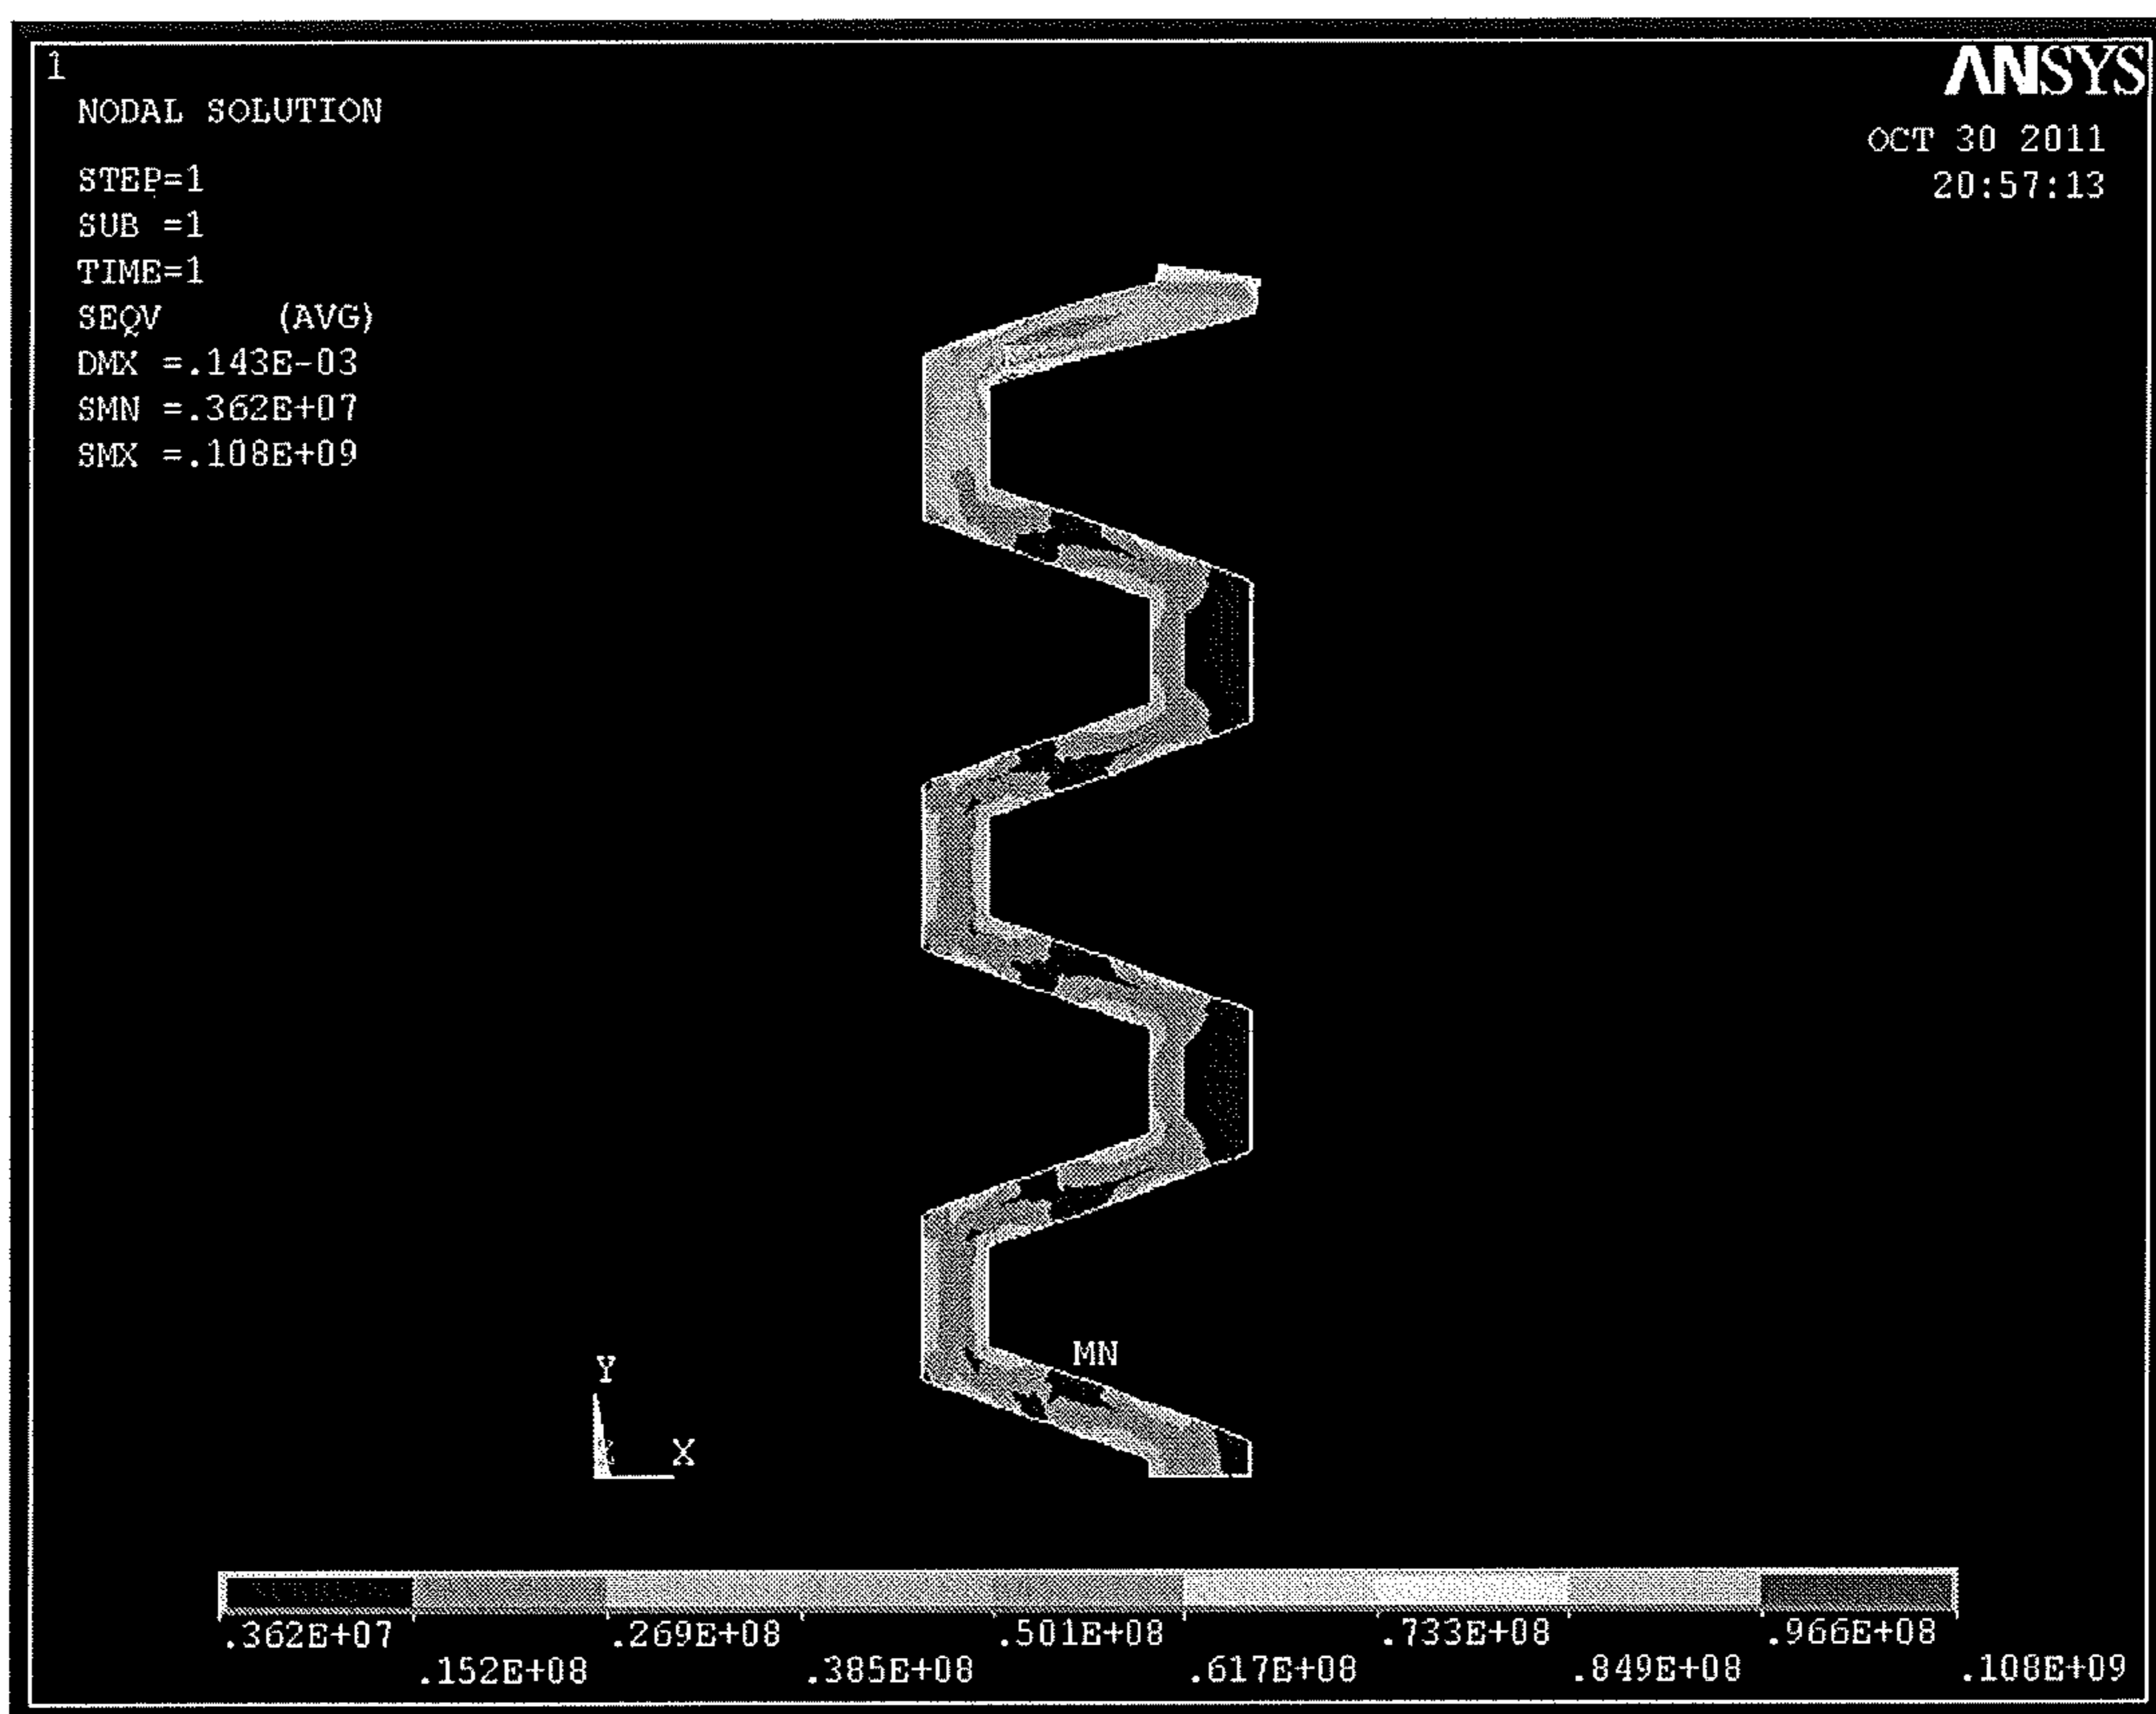 1
ANSYS
NODAL SOLUTION
OCT 30 2011
20:57:13
STEP=1
SUB =1
TIME=1
SEQV (AVG)
DMX =.143E-03
SMN =.362E+07
SMX =.108E+09
MN
Y
X
.362E+07 .269E+08 .501E+08 .733E+08 .966E+08
.152E+08 .385E+08 .617E+08 .849E+08 .108E+09